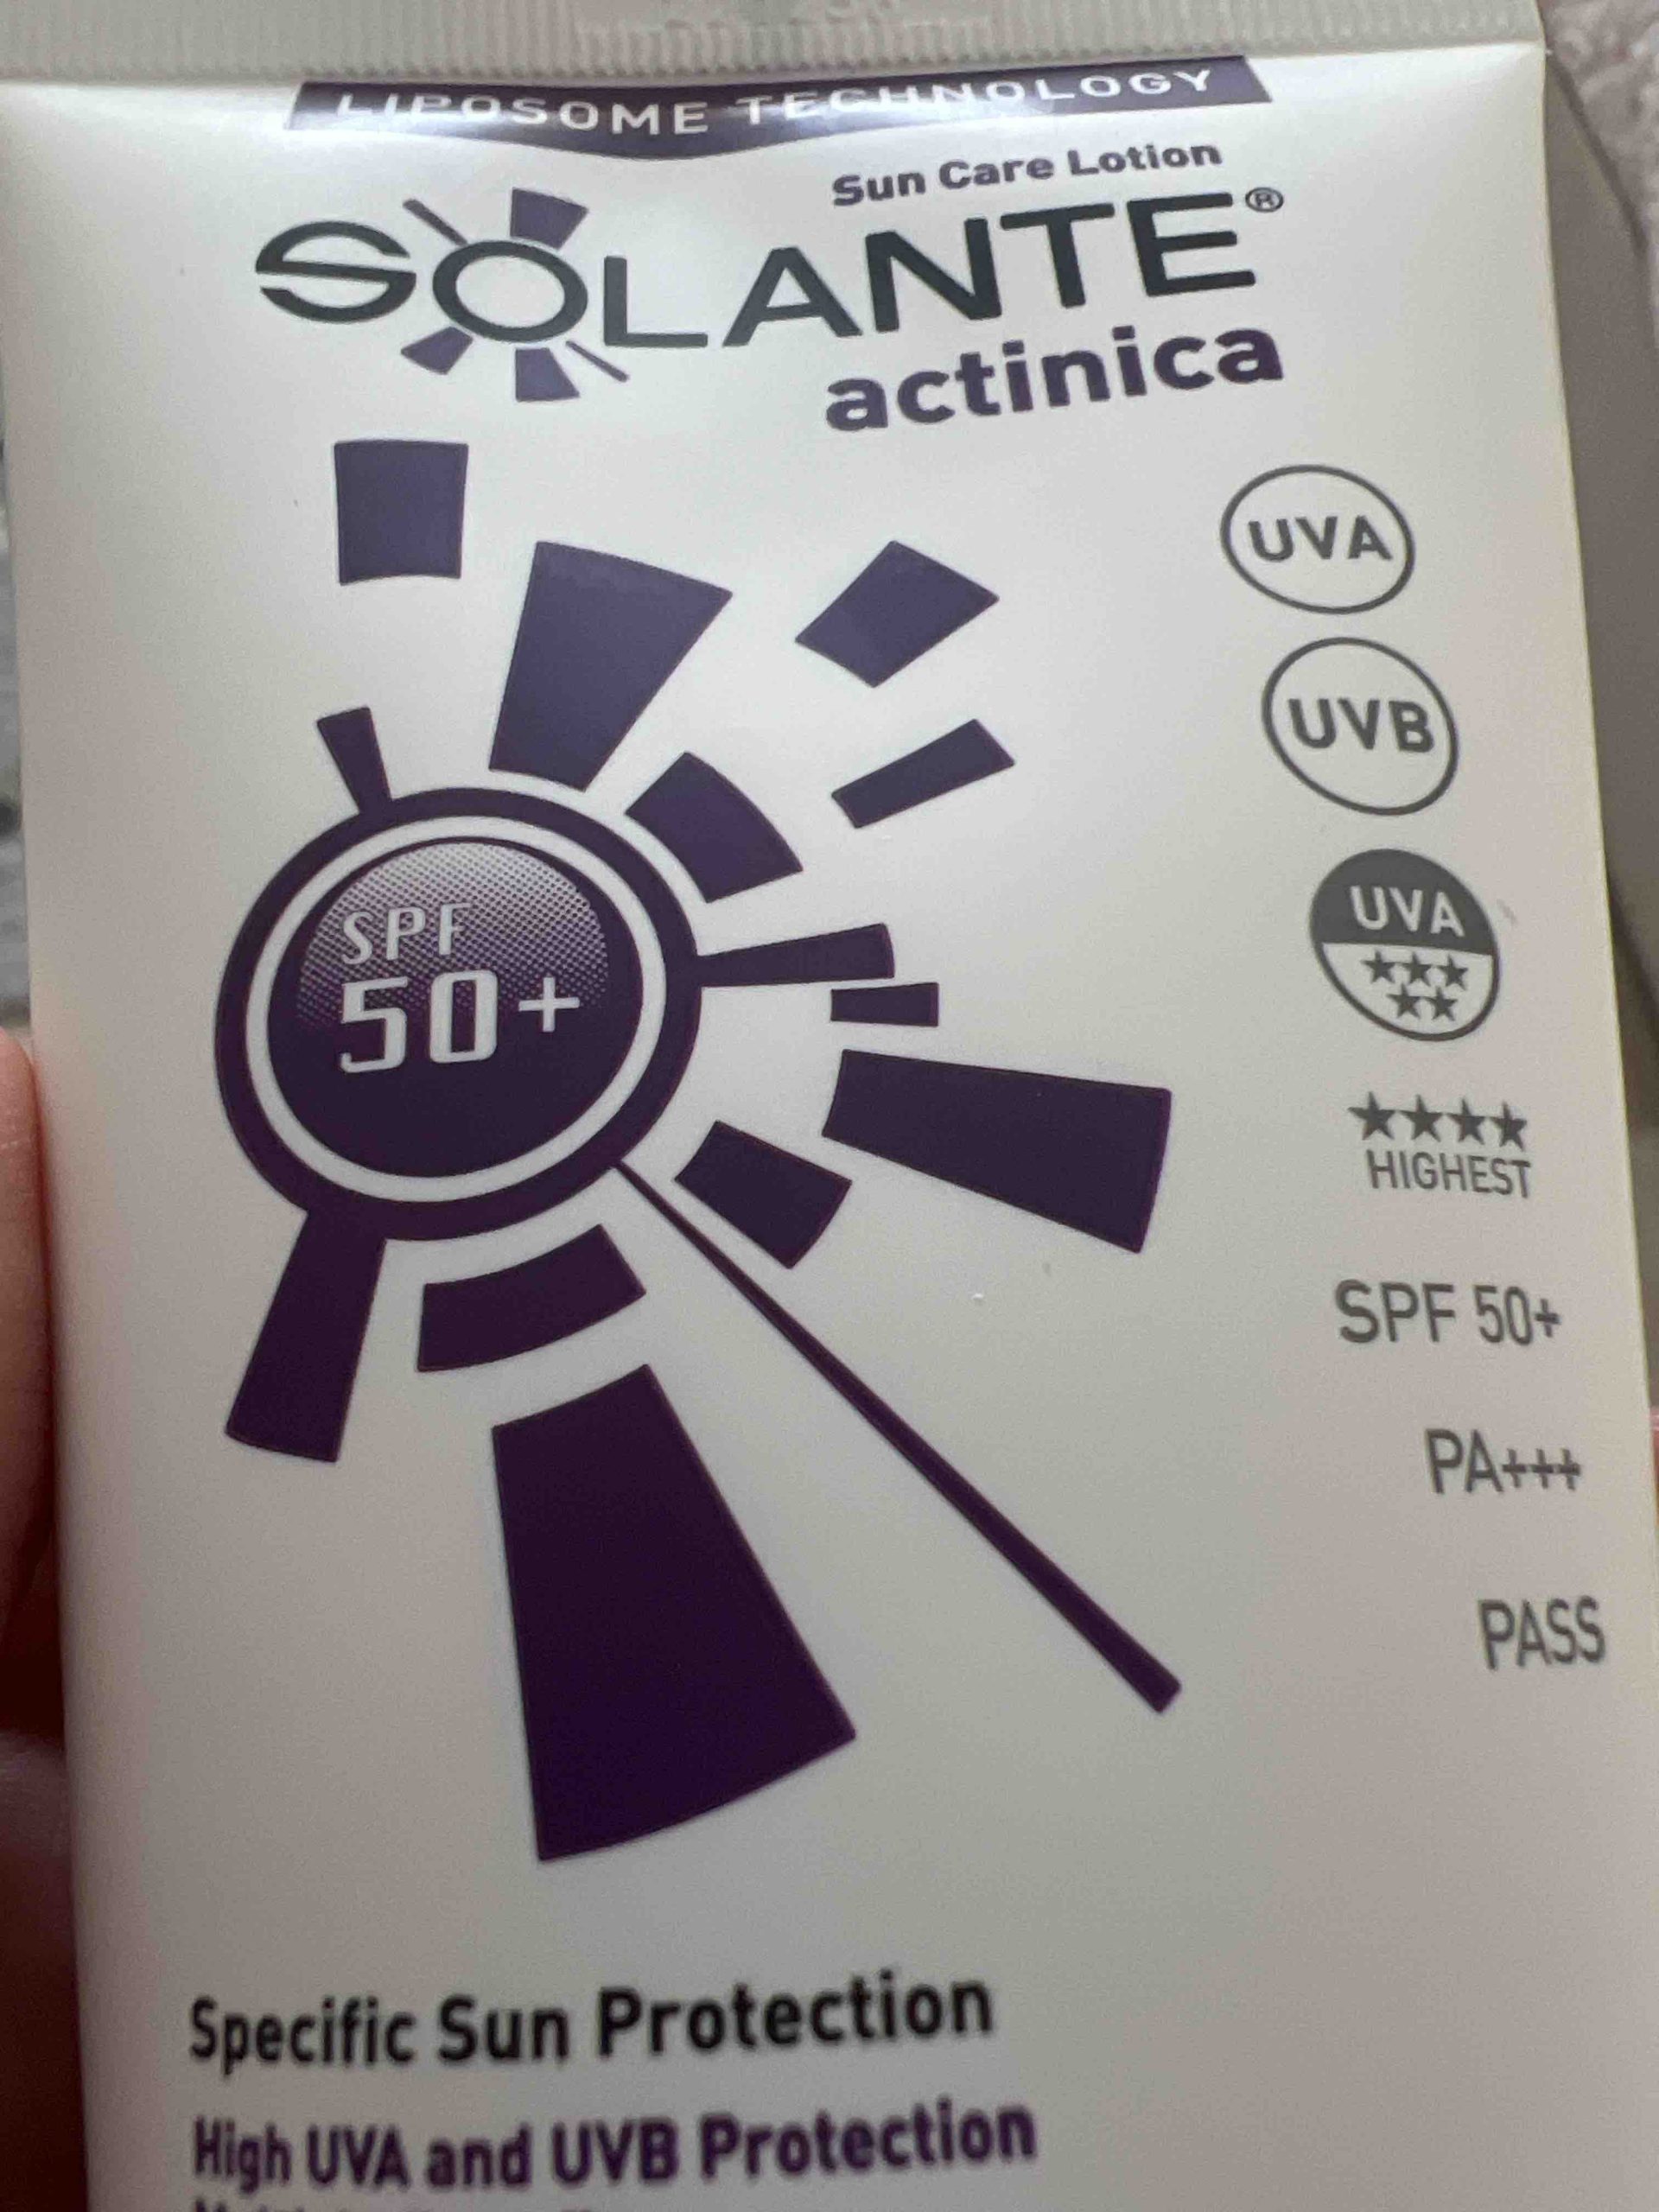 LIPOSOME TECHNOLOGY
Sun Care Lotion
SOLANTE®
actinica
UVA
UVB
SPF
50+
UVA
★★★
★★
★★★★
HIGHEST
SPF 50+
PA+++
PASS
Specific Sun Protection
High UVA and UVB Protection